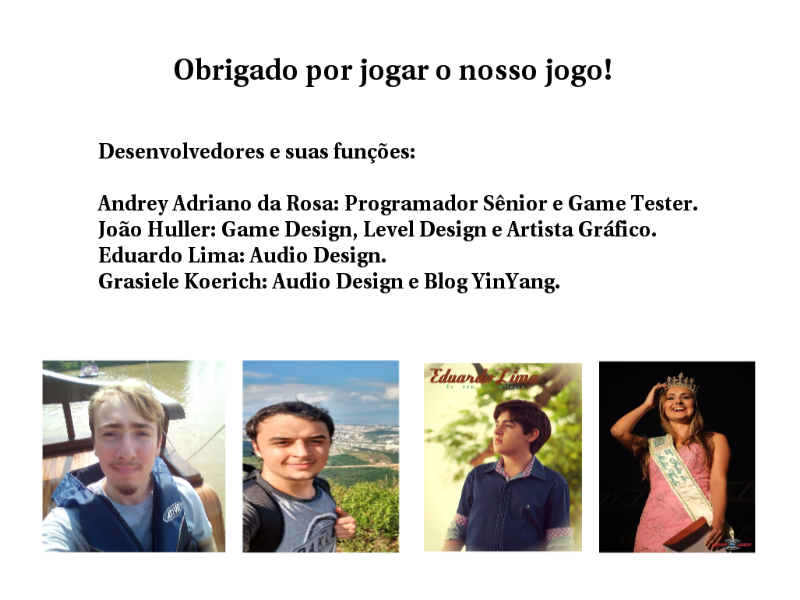 Obrigado por jogar o nosso jogo!
Desenvolvedores e suas funções:
Andrey Adriano da Rosa: Programador Sênior e Game Tester.
João Huller: Game Design, Level Design e Artista Gráfico.
Eduardo Lima: Audio Design.
Grasiele Koerich: Audio Design e Blog YinYang.
Eduardo Lima